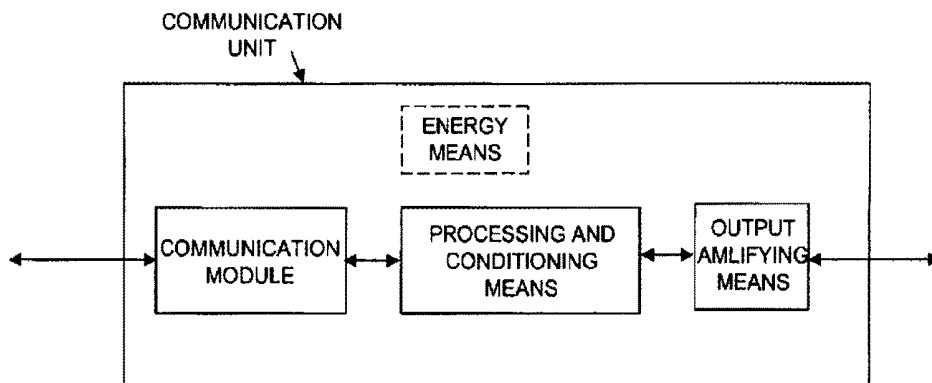 COMMUNICATION
UNIT
ENERGY
MEANS
COMMUNICATION
MODULE
PROCESSING AND
CONDITIONING
MEANS
OUTPUT
AMLIFYING
MEANS